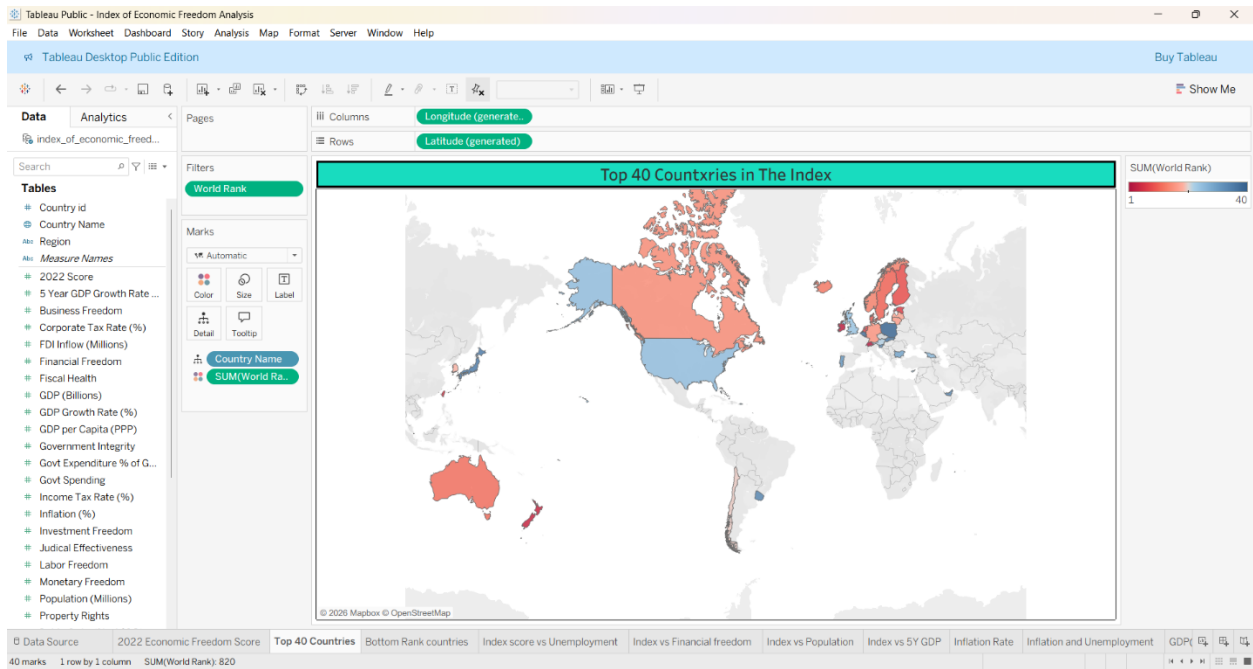 Tableau Public - Index of Economic Freedom Analysis
File Data Worksheet Dashboard Story Analysis Map Format Server Window Help
Tableau Desktop Public Edition
Buy Tableau
Show Me
Data Analytics
index_of_economic_freed...
Search
Tables
# Country id
Country Name
Abc Region
Abc Measure Names
# 2022 Score
# 5 Year GDP Growth Rate ...
# Business Freedom
# Corporate Tax Rate (%)
# FDI Inflow (Millions)
# Financial Freedom
# Fiscal Health
# GDP (Billions)
# GDP Growth Rate (%)
# GDP per Capita (PPP)
# Government Integrity
# Govt Expenditure % of G...
# Govt Spending
# Income Tax Rate (%)
# Inflation (%)
# Investment Freedom
# Judical Effectiveness
# Labor Freedom
# Monetary Freedom
# Population (Millions)
# Property Rights
Pages
Filters
World Rank
Marks
Automatic
Color Size Label
Detail Tooltip
Country Name
SUM(World Ra..
Columns Longitude (generate..
Rows Latitude (generated)
Top 40 Countxries in The Index
© 2026 Mapbox © OpenStreetMap
SUM(World Rank)
1 40
Data Source 2022 Economic Freedom Score Top 40 Countries Bottom Rank countries Index score vs Unemployment Index vs Financial freedom Index vs Population Index vs 5Y GDP Inflation Rate Inflation and Unemployment GDP(
40 marks 1 row by 1 column SUM(World Rank): 820